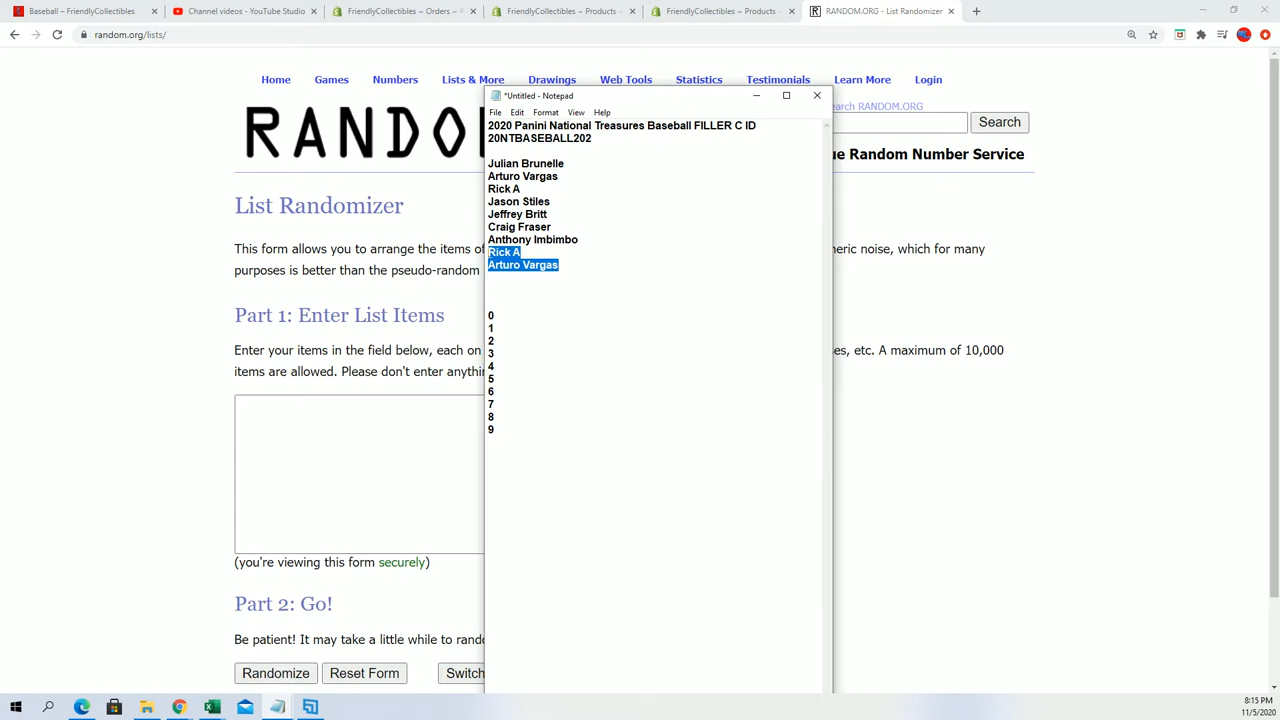 Baseball – FriendlyCollectibles
Channel videos - YouTube Studio
FriendlyCollectibles ~ Orders ~
FriendlyCollectibles ~ Products ~
FriendlyCollectibles ~ Products ~
RANDOM.ORG - List Randomizer
random.org/lists/
Home Games Numbers Lists & More Drawings Web Tools Statistics Testimonials Learn More Login
*Untitled - Notepad
File Edit Format View Help
earch RANDOM.ORG
Search
RANDO
ue Random Number Service
2020 Panini National Treasures Baseball FILLER C ID
20NTBASEBALL202
Julian Brunelle
Arturo Vargas
Rick A
Jason Stiles
Jeffrey Britt
Craig Fraser
Anthony Imbimbo
Rick A
Arturo Vargas
0
1
2
3
4
5
6
7
8
9
List Randomizer
This form allows you to arrange the items of
neric noise, which for many
purposes is better than the pseudo-random
Part 1: Enter List Items
Enter your items in the field below, each on
es, etc. A maximum of 10,000
items are allowed. Please don't enter anythin
(you're viewing this form securely)
Part 2: Go!
Be patient! It may take a little while to rando
Randomize Reset Form Switch
8:15 PM
11/5/2020